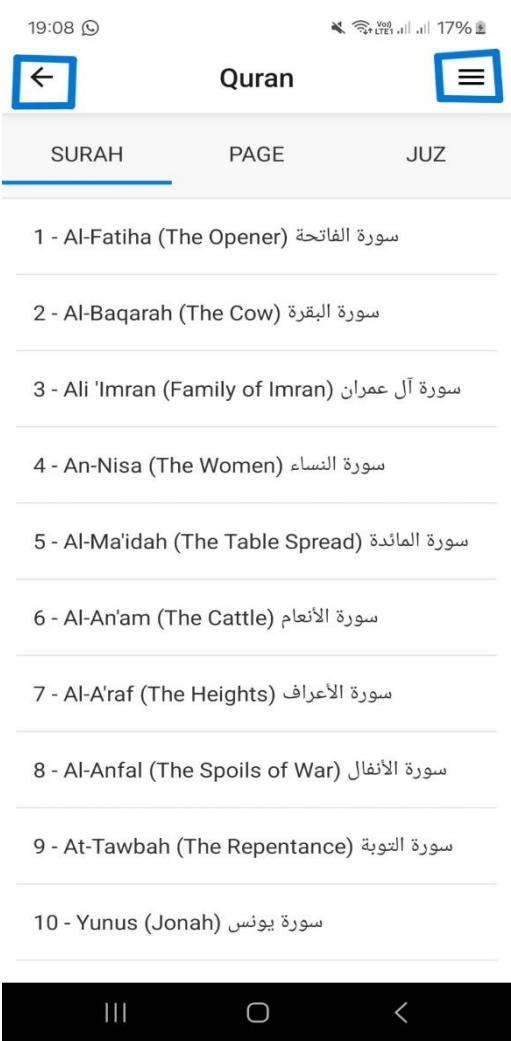 19:08 Vo)) LTE1 17%
Quran
SURAH PAGE JUZ
1 - Al-Fatiha (The Opener) سورة الفاتحة
2 - Al-Baqarah (The Cow) سورة البقرة
3 - Ali 'Imran (Family of Imran) سورة آل عمران
4 - An-Nisa (The Women) سورة النساء
5 - Al-Ma'idah (The Table Spread) سورة المائدة
6 - Al-An'am (The Cattle) سورة الأنعام
7 - Al-A'raf (The Heights) سورة الأعراف
8 - Al-Anfal (The Spoils of War) سورة الأنفال
9 - At-Tawbah (The Repentance) سورة التوبة
10 - Yunus (Jonah) سورة يونس